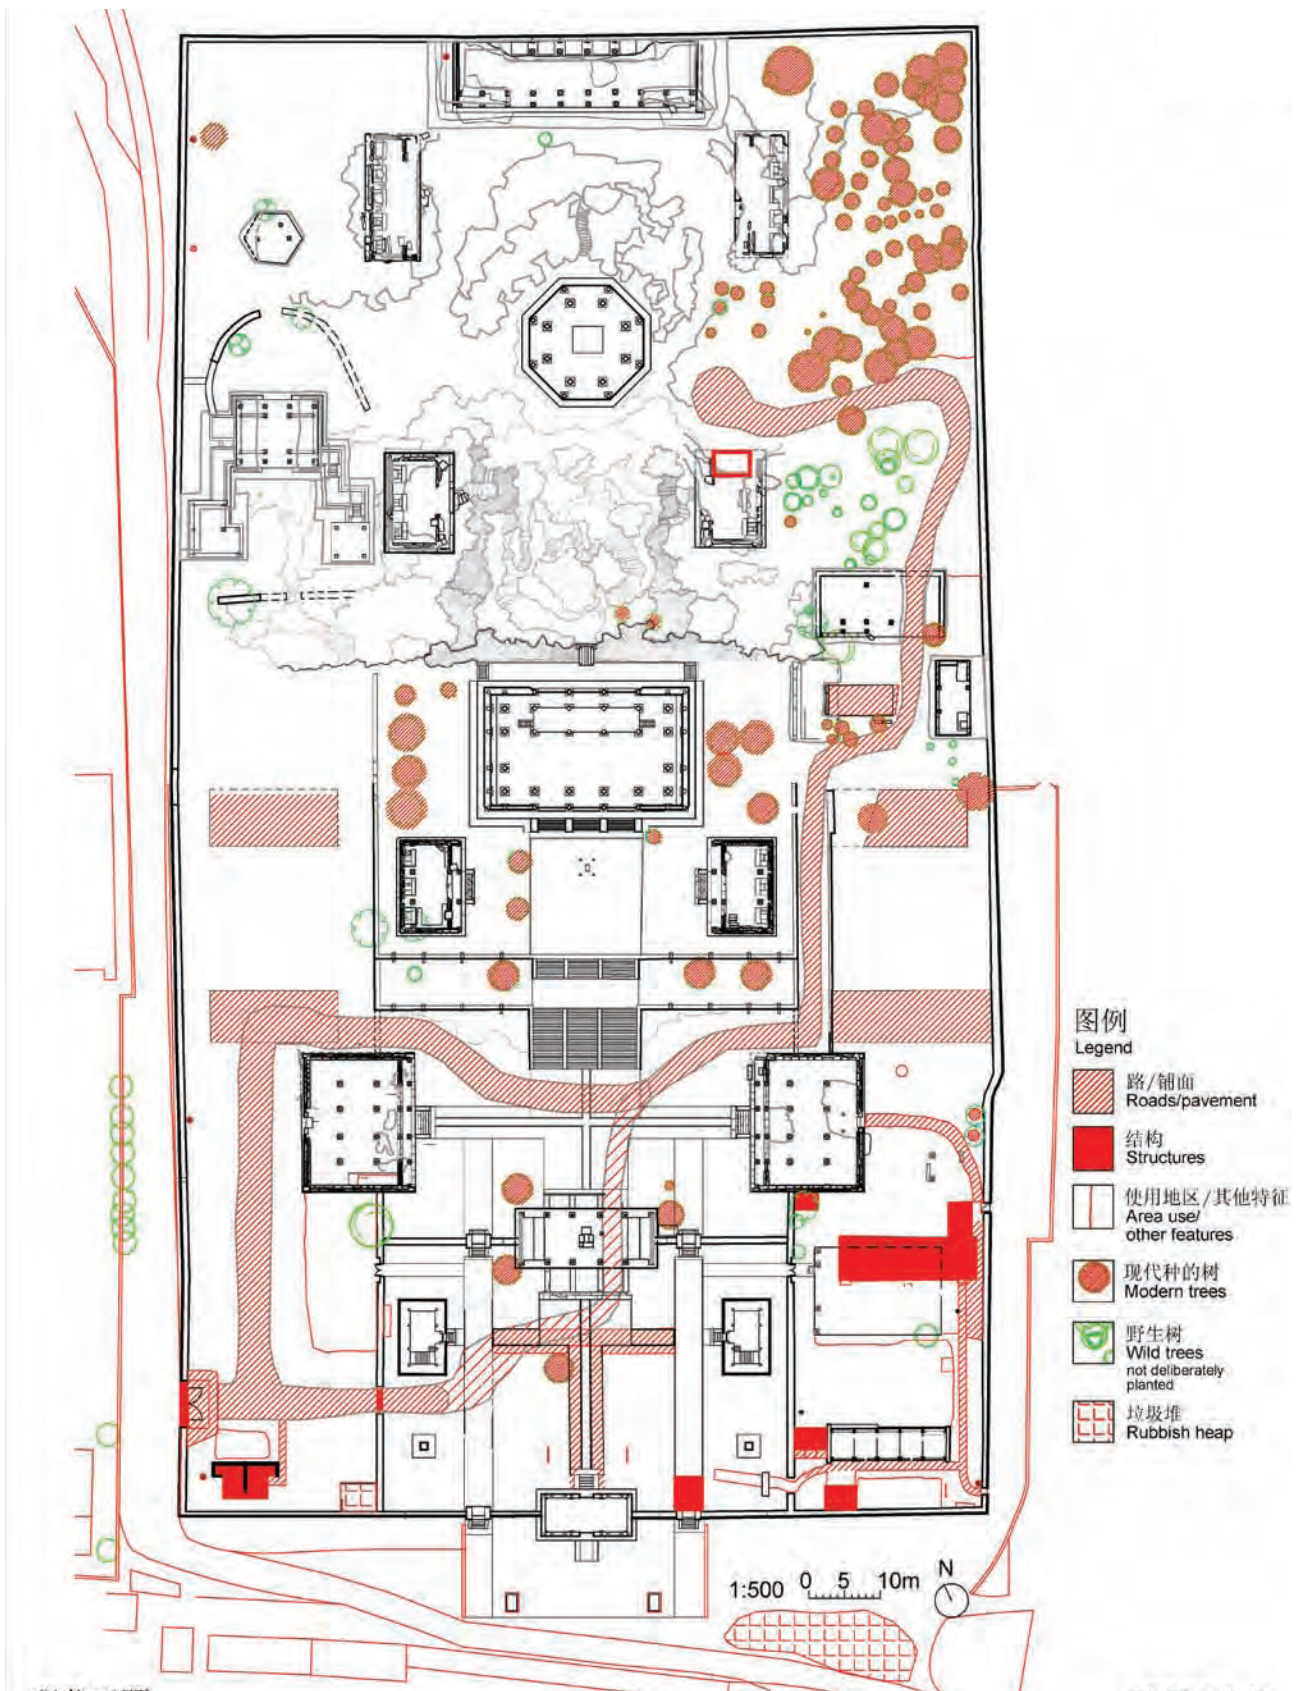 图例
Legend
路/铺面
Roads/pavement
结构
Structures
使用地区/其他特征
Area use/
other features
现代种的树
Modern trees
野生树
Wild trees
not deliberately
planted
垃圾堆
Rubbish heap
N
1:500 0 5 10m